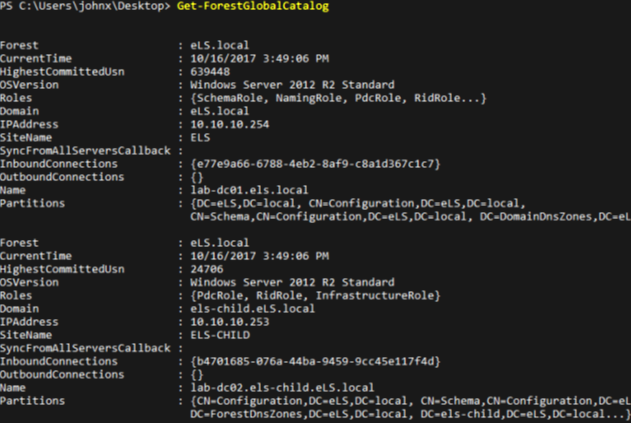 PS C:\Users\johnx\Desktop> Get-ForestGlobalCatalog
Forest : eLS.local
CurrentTime : 10/16/2017 3:49:06 PM
HighestCommittedUsn : 639448
OSVersion : Windows Server 2012 R2 Standard
Roles : {SchemaRole, NamingRole, PdcRole, RidRole...}
Domain : eLS.local
IPAddress : 10.10.10.254
SiteName : ELS
SyncFromAllServersCallback :
InboundConnections : {e77e9a66-6788-4eb2-8af9-c8a1d367c1c7}
OutboundConnections : {}
Name : lab-dc01.els.local
Partitions : {DC=eLS,DC=local, CN=Configuration,DC=eLS,DC=local,
CN=Schema,CN=Configuration,DC=eLS,DC=local, DC=DomainDnsZones,DC=eL
Forest : eLS.local
CurrentTime : 10/16/2017 3:49:06 PM
HighestCommittedUsn : 24706
OSVersion : Windows Server 2012 R2 Standard
Roles : {PdcRole, RidRole, InfrastructureRole}
Domain : els-child.eLS.local
IPAddress : 10.10.10.253
SiteName : ELS-CHILD
SyncFromAllServersCallback :
InboundConnections : {b4701685-076a-44ba-9459-9cc45e117f4d}
OutboundConnections : {}
Name : lab-dc02.els-child.eLS.local
Partitions : {CN=Configuration,DC=eLS,DC=local, CN=Schema,CN=Configuration,DC=eL
DC=ForestDnsZones,DC=eLS,DC=local, DC=els-child,DC=eLS,DC=local...}